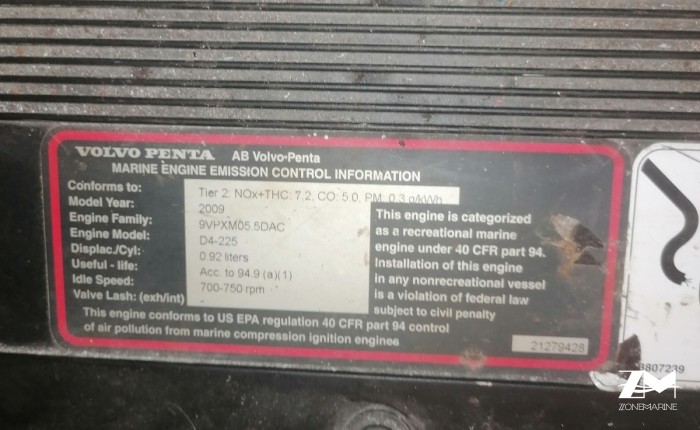 VOLVO PENTA AB Volvo-Penta
MARINE ENGINE EMISSION CONTROL INFORMATION
Conforms to: Tier 2: NOx+THC: 7.2, CO: 5.0, PM: 0.3 g/kWh
Model Year: 2009
Engine Family: 9VPXM05.5DAC
Engine Model: D4-225
Displac./Cyl: 0.92 liters
Useful - life: Acc. to 94.9 (a)(1)
Idle Speed: 700-750 rpm
Valve Lash: (exh/int)
This engine is categorized
as a recreational marine
engine under 40 CFR part 94.
Installation of this engine
in any nonrecreational vessel
is a violation of federal law
subject to civil penalty
This engine conforms to US EPA regulation 40 CFR part 94 control
of air pollution from marine compression ignition engines
21279428
3807239
ZM
ZZONEMARINE